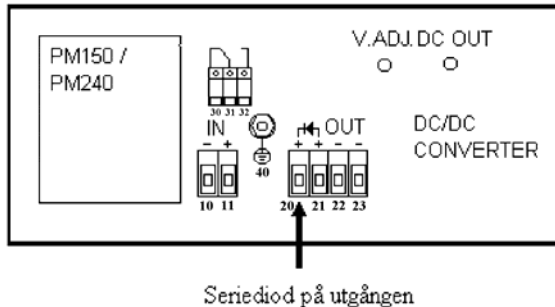 PM150 /
PM240
V.ADJ. DC OUT
30 31 32
IN
OUT
DC/DC
CONVERTER
- +
+ + - -
40
10 11
20 21 22 23
Seriediod på utgången